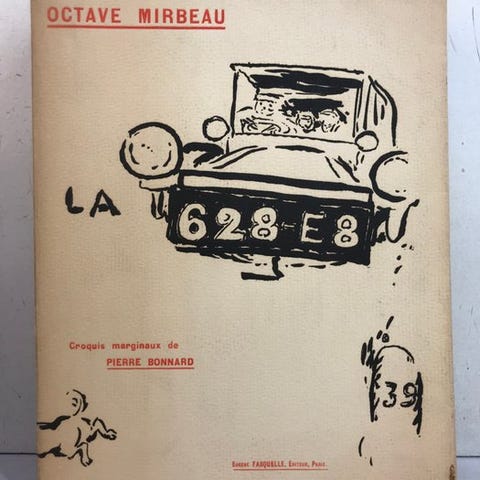 OCTAVE MIRBEAU
LA
628-E8
Croquis marginaux de
PIERRE BONNARD
39
EUGÈNE FASQUELLE, ÉDITEUR, PARIS.